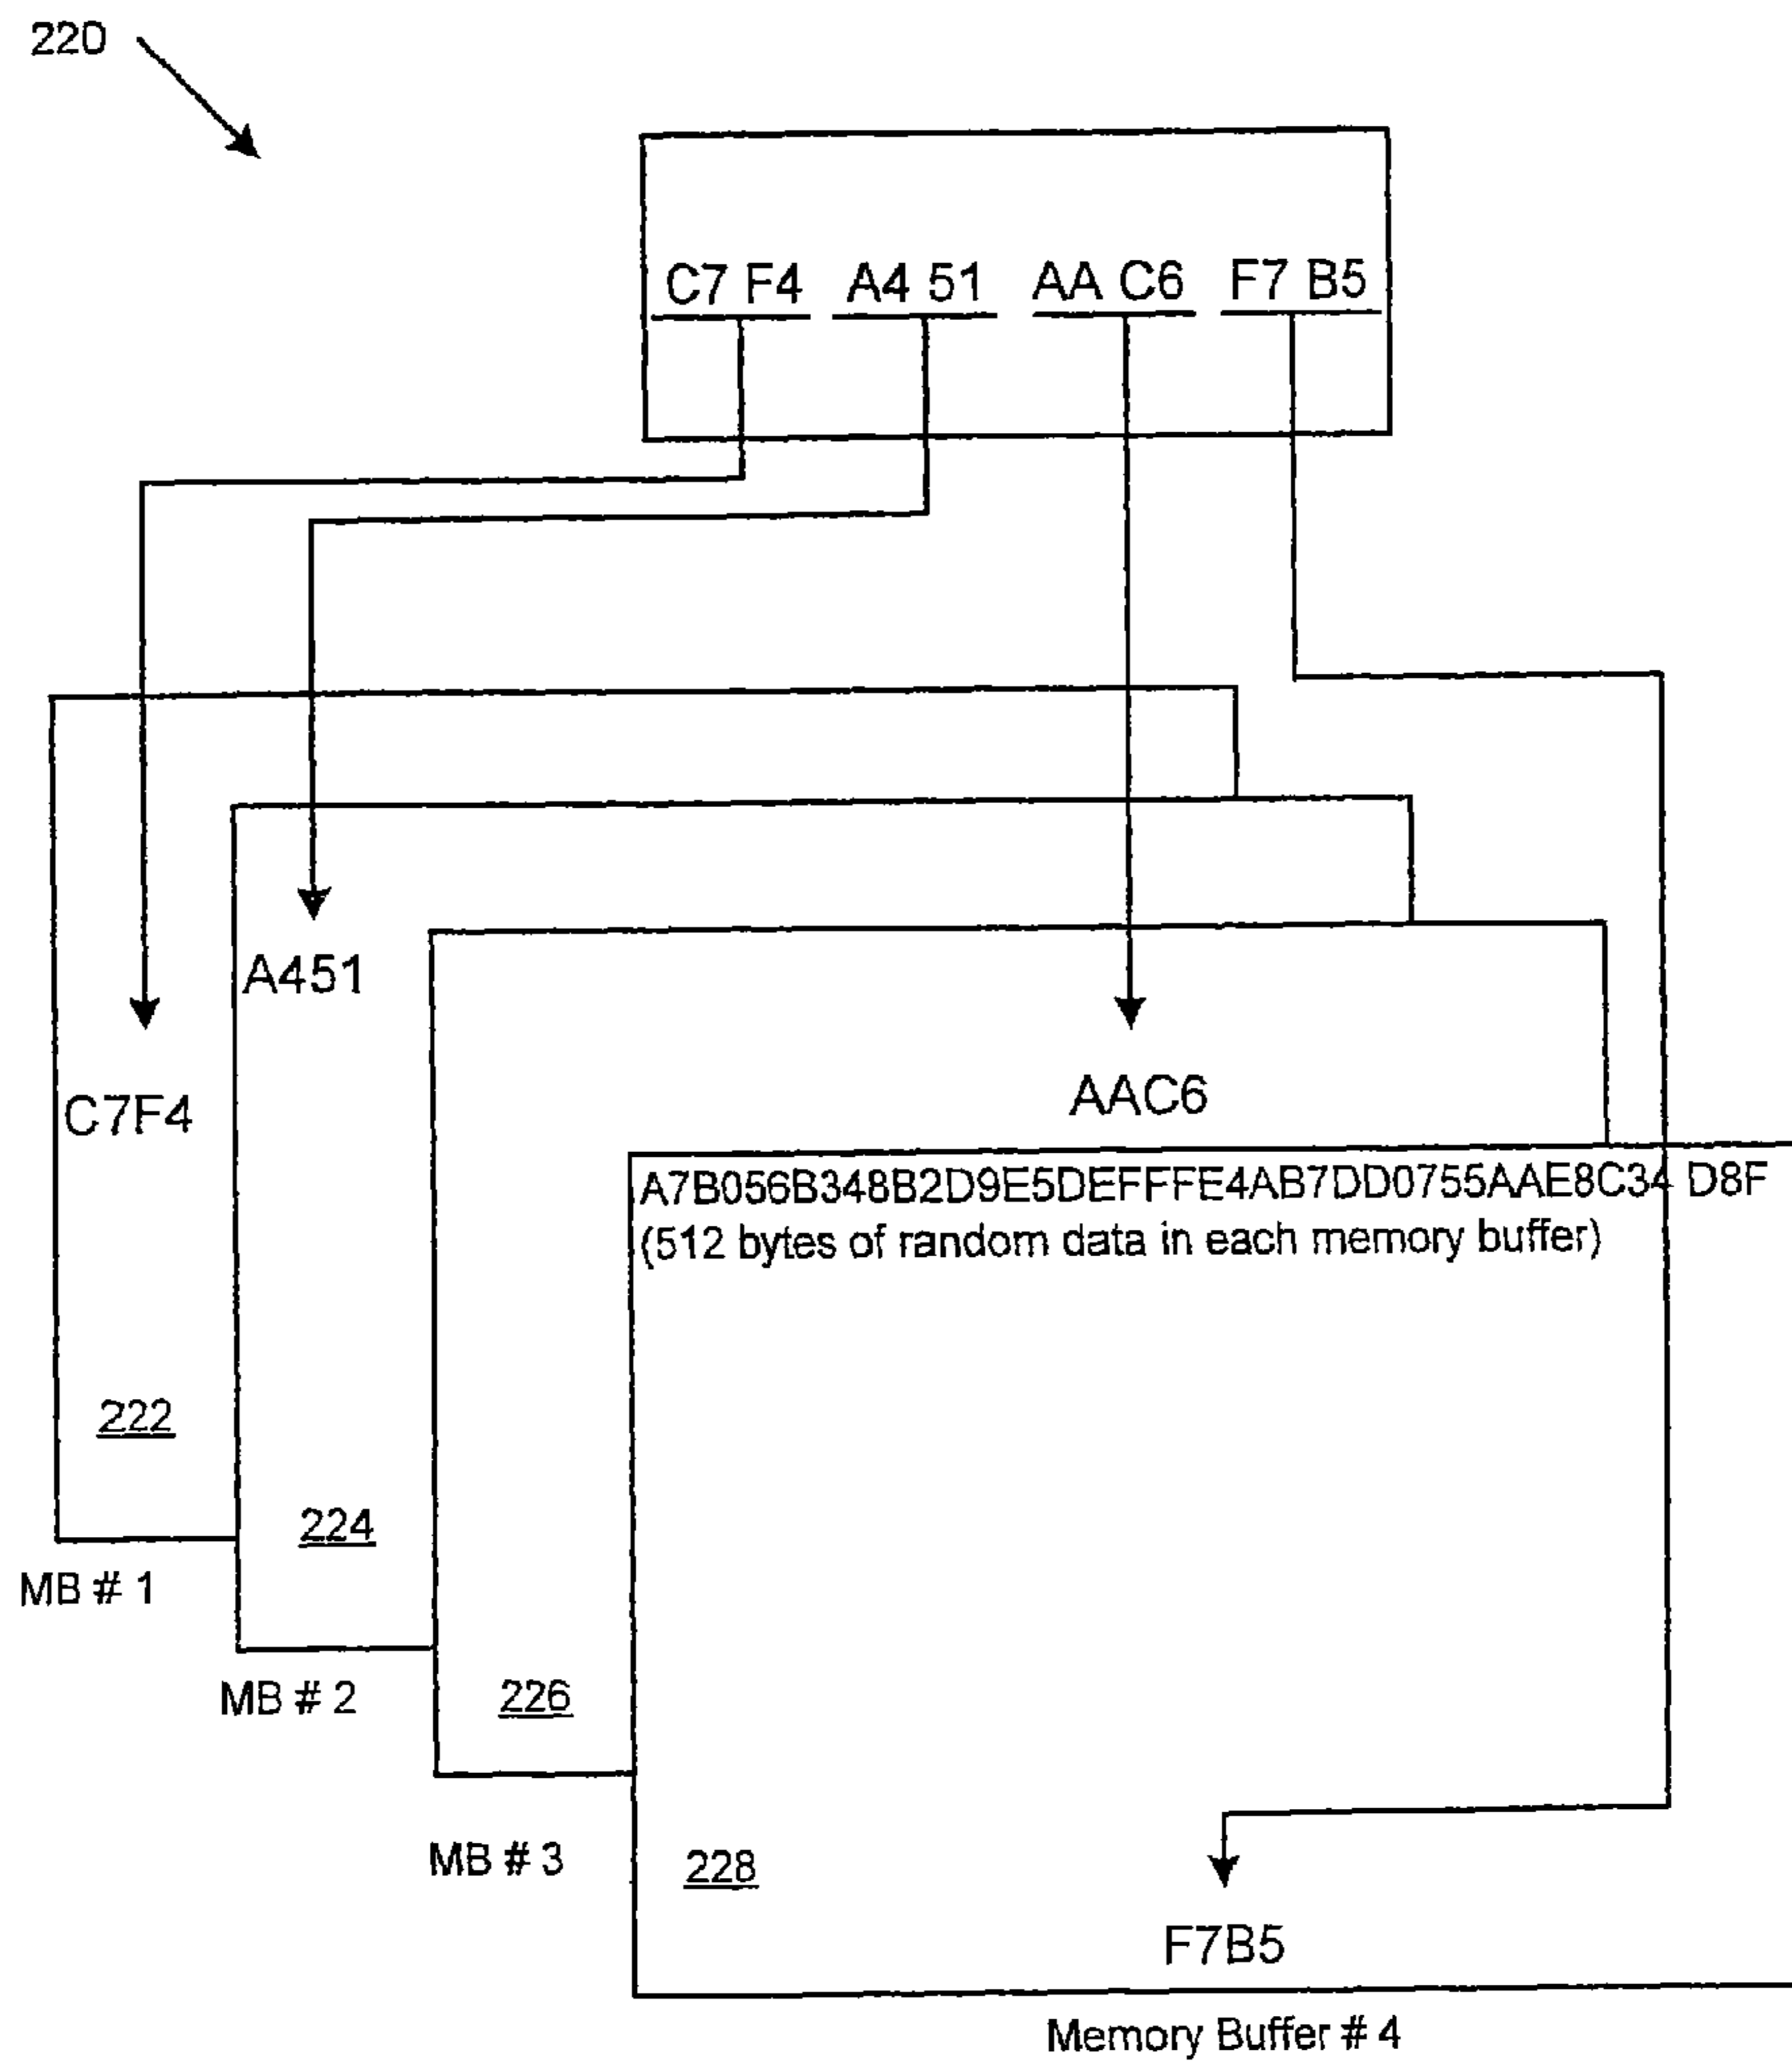 220
C7 F4 A4 51 AA C6 F7 B5
A451
AAC6
C7F4
A7B056B348B2D9E5DEFFFE4AB7DD0755AAE8C34 D8F
(512 bytes of random data in each memory buffer)
222
224
MB # 1
226
MB # 2
MB # 3
228
F7B5
Memory Buffer # 4